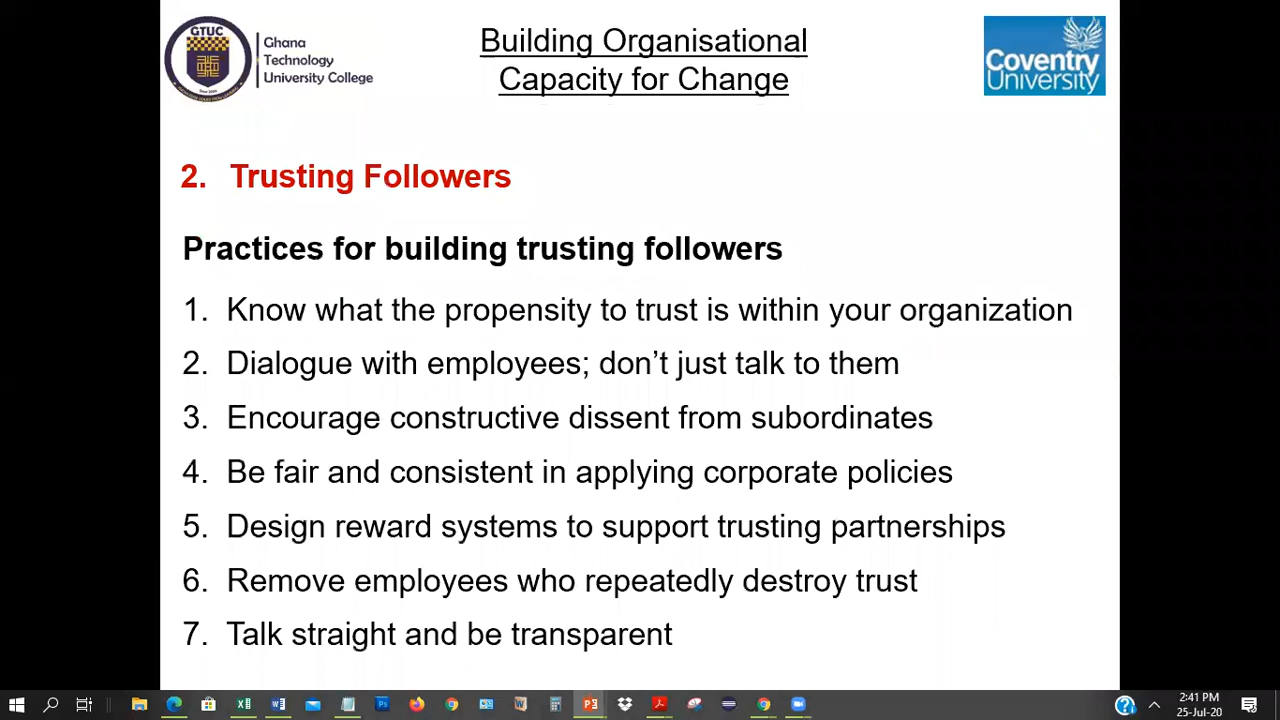 GTUC
Ghana
Technology
University College
Building Organisational
Capacity for Change
Coventry
University
2. Trusting Followers
Practices for building trusting followers
1. Know what the propensity to trust is within your organization
2. Dialogue with employees; don’t just talk to them
3. Encourage constructive dissent from subordinates
4. Be fair and consistent in applying corporate policies
5. Design reward systems to support trusting partnerships
6. Remove employees who repeatedly destroy trust
7. Talk straight and be transparent
2:41 PM
25-Jul-20